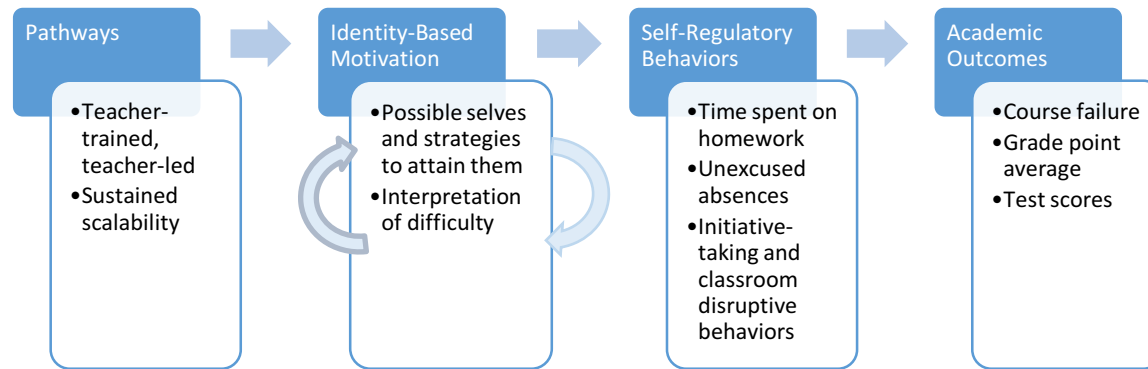 Pathways
•Teacher-
trained,
teacher-led
•Sustained
scalability
Identity-Based
Motivation
•Possible selves
and strategies
to attain them
•Interpretation
of difficulty
Self-Regulatory
Behaviors
•Time spent on
homework
•Unexcused
absences
•Initiative-
taking and
classroom
disruptive
behaviors
Academic
Outcomes
•Course failure
•Grade point
average
•Test scores